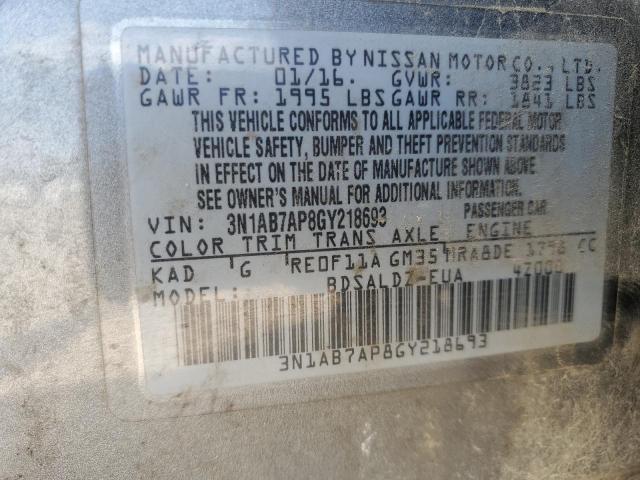 MANUFACTURED BY NISSAN MOTOR CO., LTD.
DATE: 01/16. GVWR: 3823 LBS
GAWR FR: 1995 LBS GAWR RR: 1841 LBS
THIS VEHICLE CONFORMS TO ALL APPLICABLE FEDERAL MOTOR
VEHICLE SAFETY, BUMPER AND THEFT PREVENTION STANDARDS
IN EFFECT ON THE DATE OF MANUFACTURE SHOWN ABOVE.
SEE OWNER'S MANUAL FOR ADDITIONAL INFORMATION.
VIN: 3N1AB7AP8GY218693 PASSENGER CAR
COLOR TRIM TRANS AXLE ENGINE
KAD G RE0F11A GM35 MRA8DE 1798 CC
MODEL: BDSALDZ-EUA
3N1AB7AP8GY218693